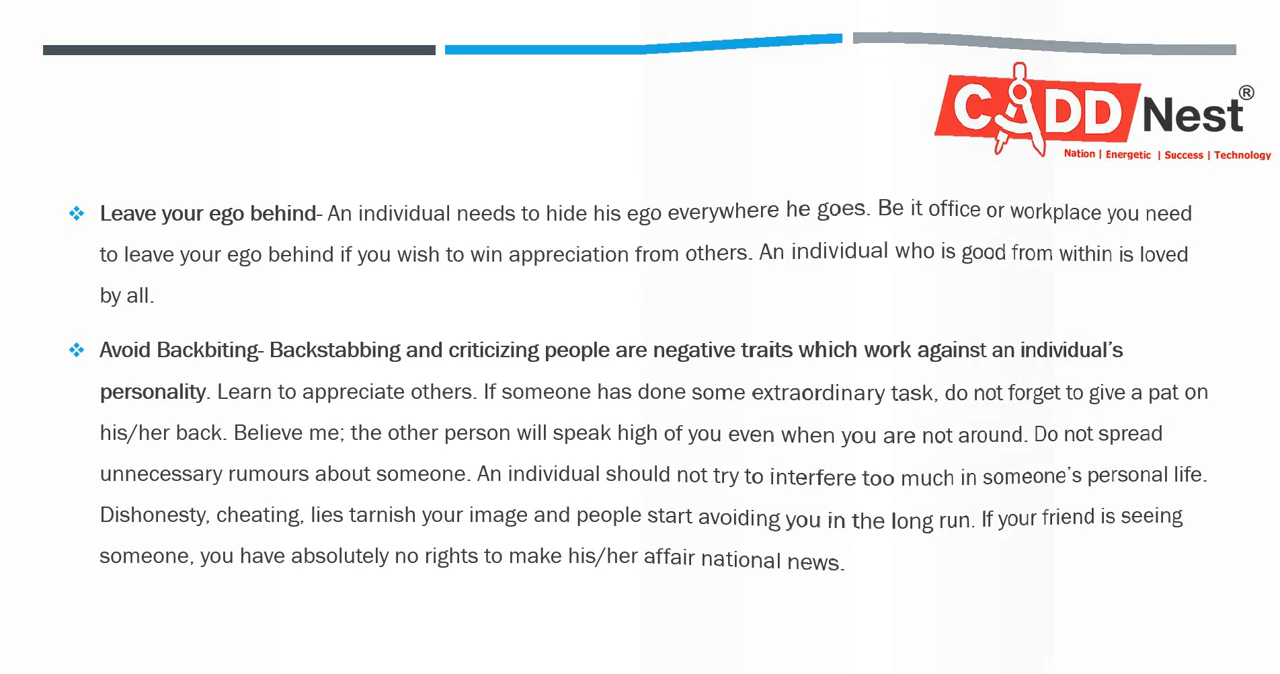 CADD Nest®
Nation | Energetic | Success | Technology
❖ Leave your ego behind- An individual needs to hide his ego everywhere he goes. Be it office or workplace you need
to leave your ego behind if you wish to win appreciation from others. An individual who is good from within is loved
by all.
❖ Avoid Backbiting- Backstabbing and criticizing people are negative traits which work against an individual’s
personality. Learn to appreciate others. If someone has done some extraordinary task, do not forget to give a pat on
his/her back. Believe me; the other person will speak high of you even when you are not around. Do not spread
unnecessary rumours about someone. An individual should not try to interfere too much in someone’s personal life.
Dishonesty, cheating, lies tarnish your image and people start avoiding you in the long run. If your friend is seeing
someone, you have absolutely no rights to make his/her affair national news.